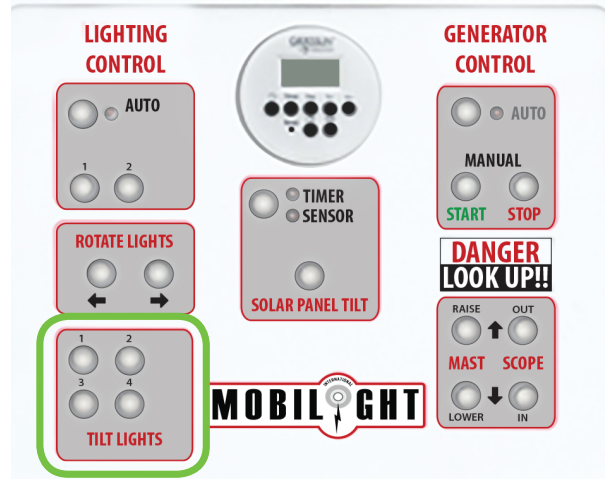 LIGHTING
CONTROL
AUTO
1 2
ROTATE LIGHTS
1 2
3 4
TILT LIGHTS
TIMER
SENSOR
SOLAR PANEL TILT
INTERNATIONAL
MOBILIGHT
GENERATOR
CONTROL
AUTO
MANUAL
START STOP
DANGER
LOOK UP!!
RAISE OUT
MAST SCOPE
LOWER IN